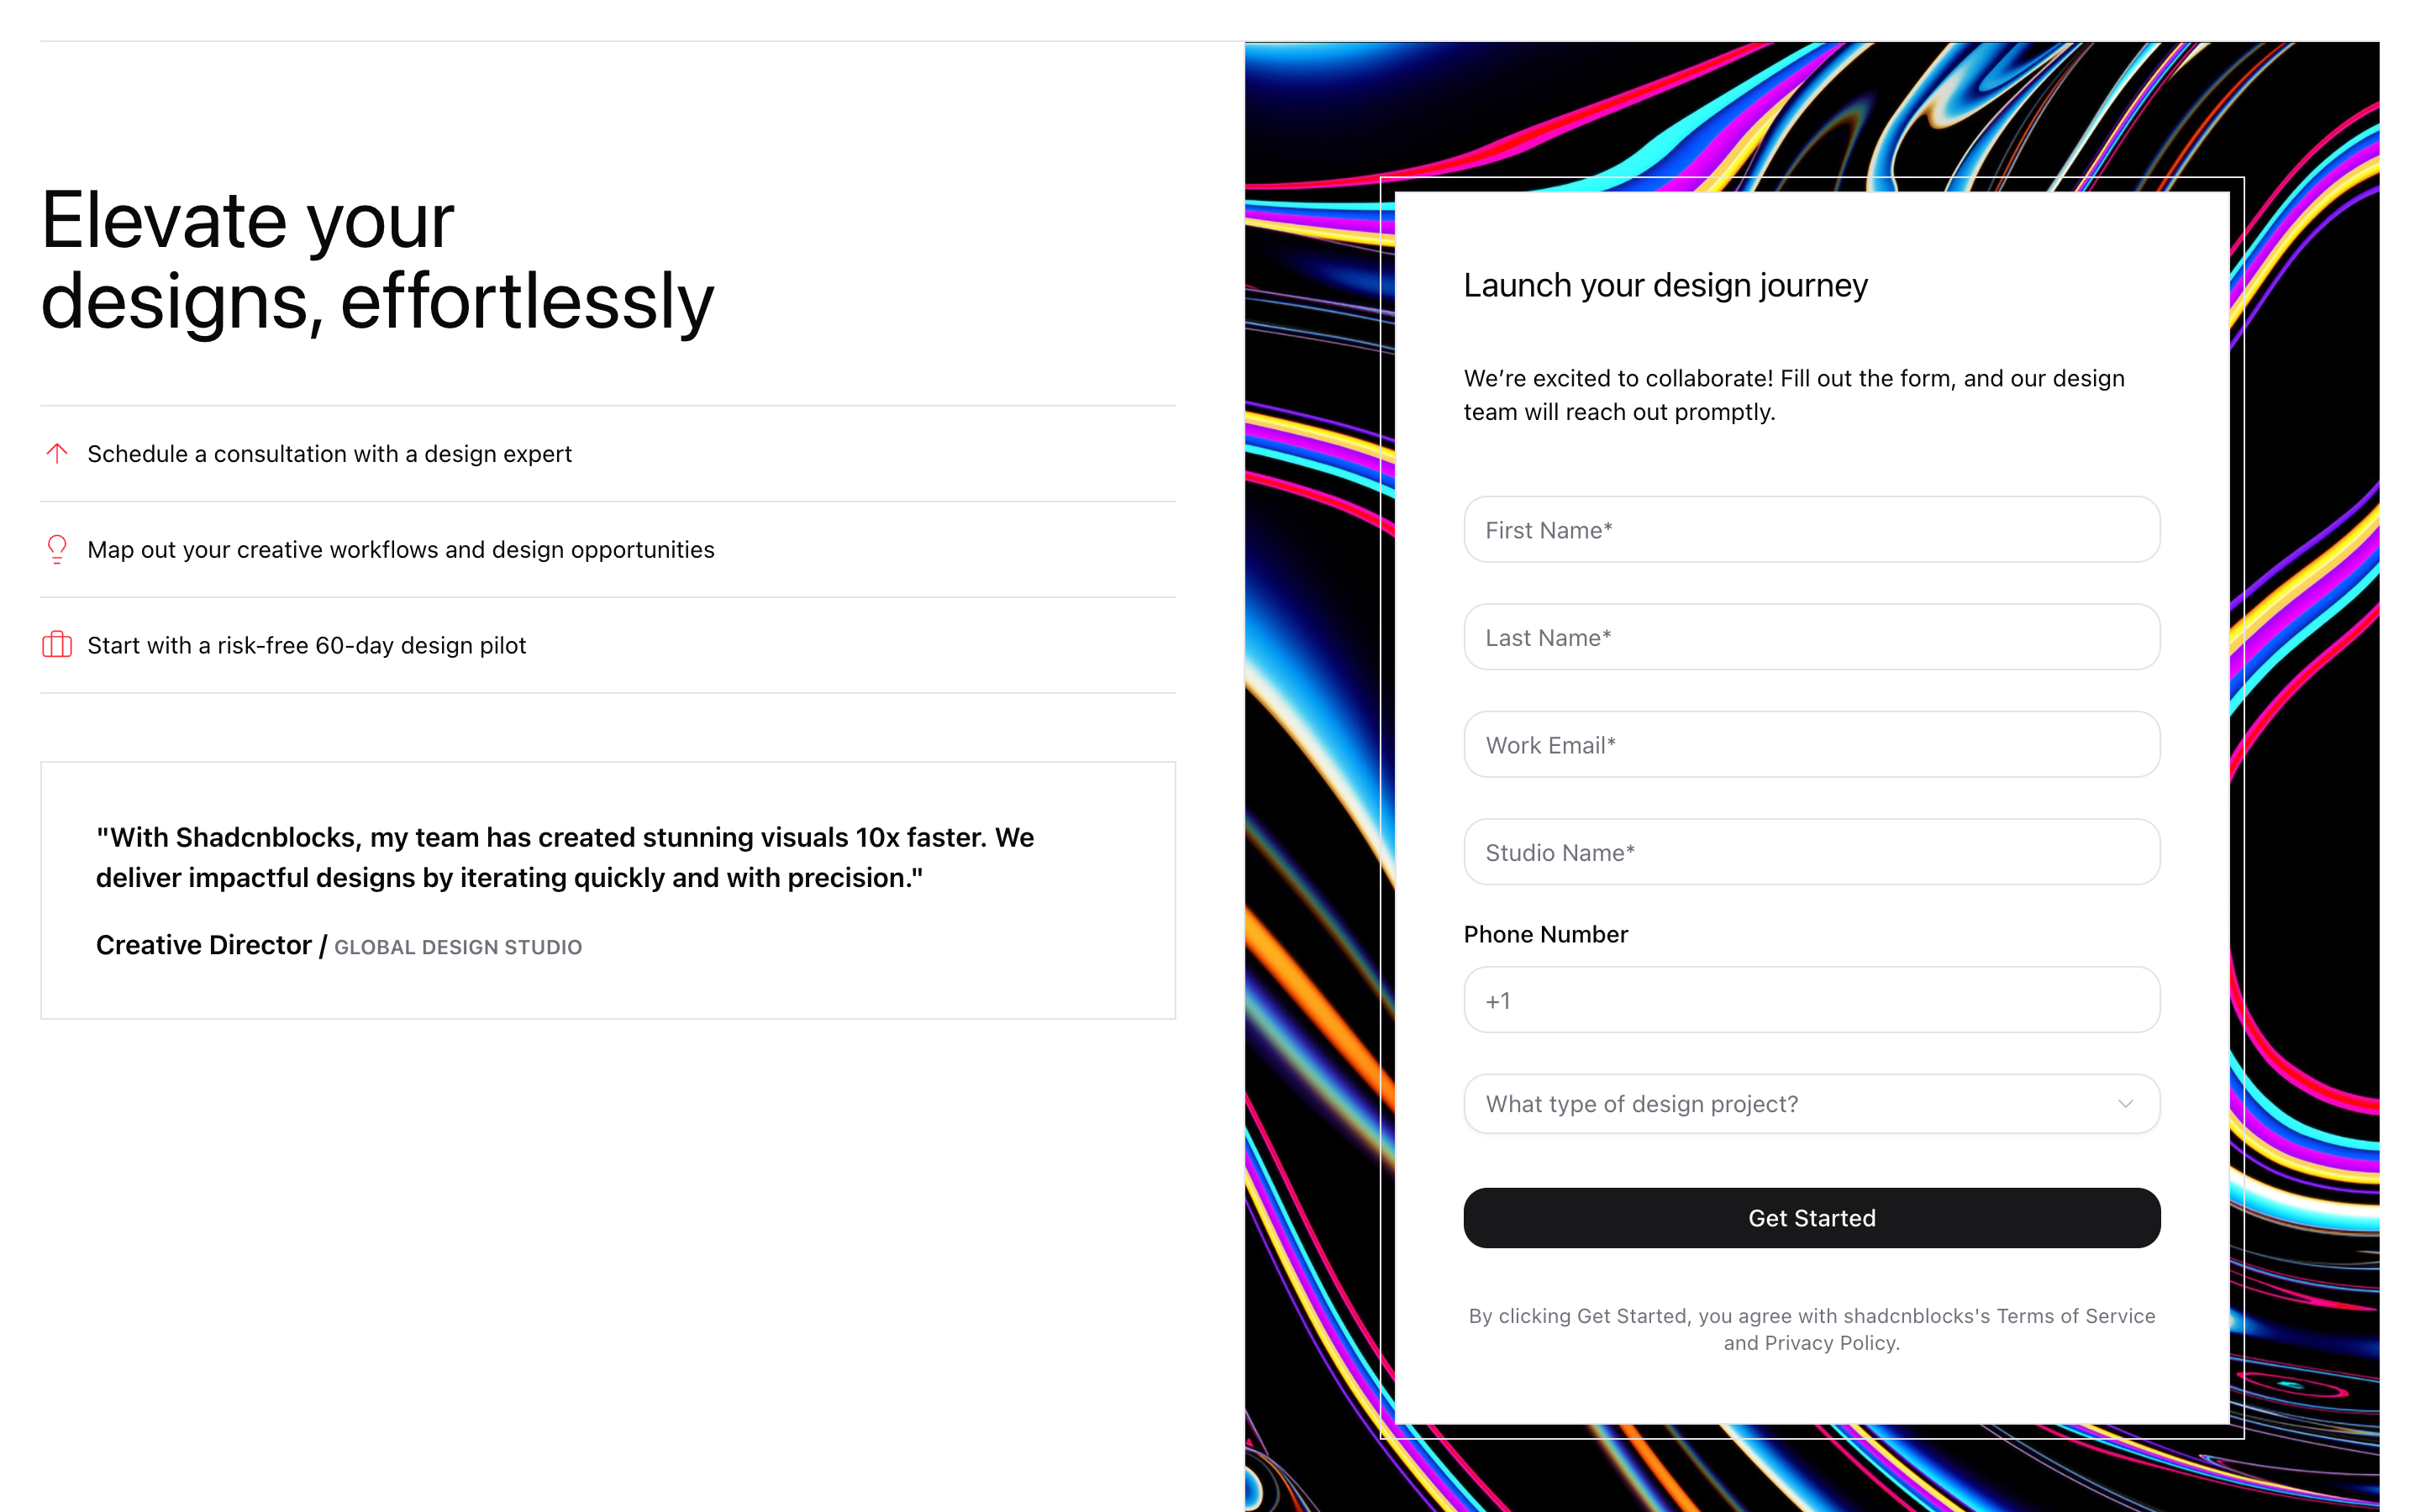 Elevate your
designs, effortlessly
Schedule a consultation with a design expert
Map out your creative workflows and design opportunities
Start with a risk-free 60-day design pilot
"With Shadcnblocks, my team has created stunning visuals 10x faster. We
deliver impactful designs by iterating quickly and with precision."
Creative Director / GLOBAL DESIGN STUDIO
Launch your design journey
We’re excited to collaborate! Fill out the form, and our design
team will reach out promptly.
First Name*
Last Name*
Work Email*
Studio Name*
Phone Number
+1
What type of design project?
Get Started
By clicking Get Started, you agree with shadcnblocks's Terms of Service
and Privacy Policy.